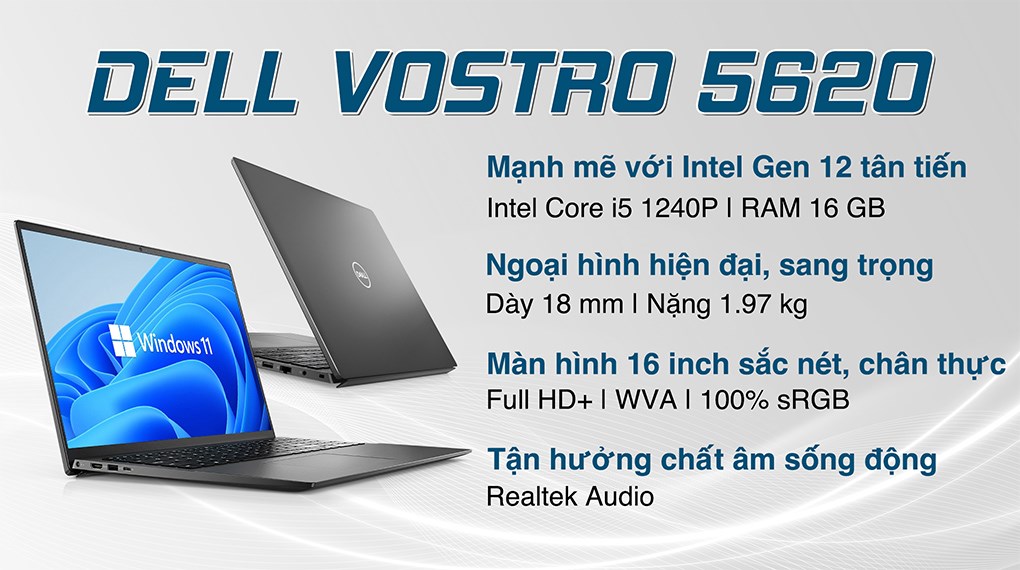 DELL VOSTRO 5620
Mạnh mẽ với Intel Gen 12 tân tiến
Intel Core i5 1240P | RAM 16 GB
Ngoại hình hiện đại, sang trọng
Dày 18 mm | Nặng 1.97 kg
Màn hình 16 inch sắc nét, chân thực
Full HD+ | WVA | 100% sRGB
Tận hưởng chất âm sống động
Realtek Audio
DELL
Windows 11